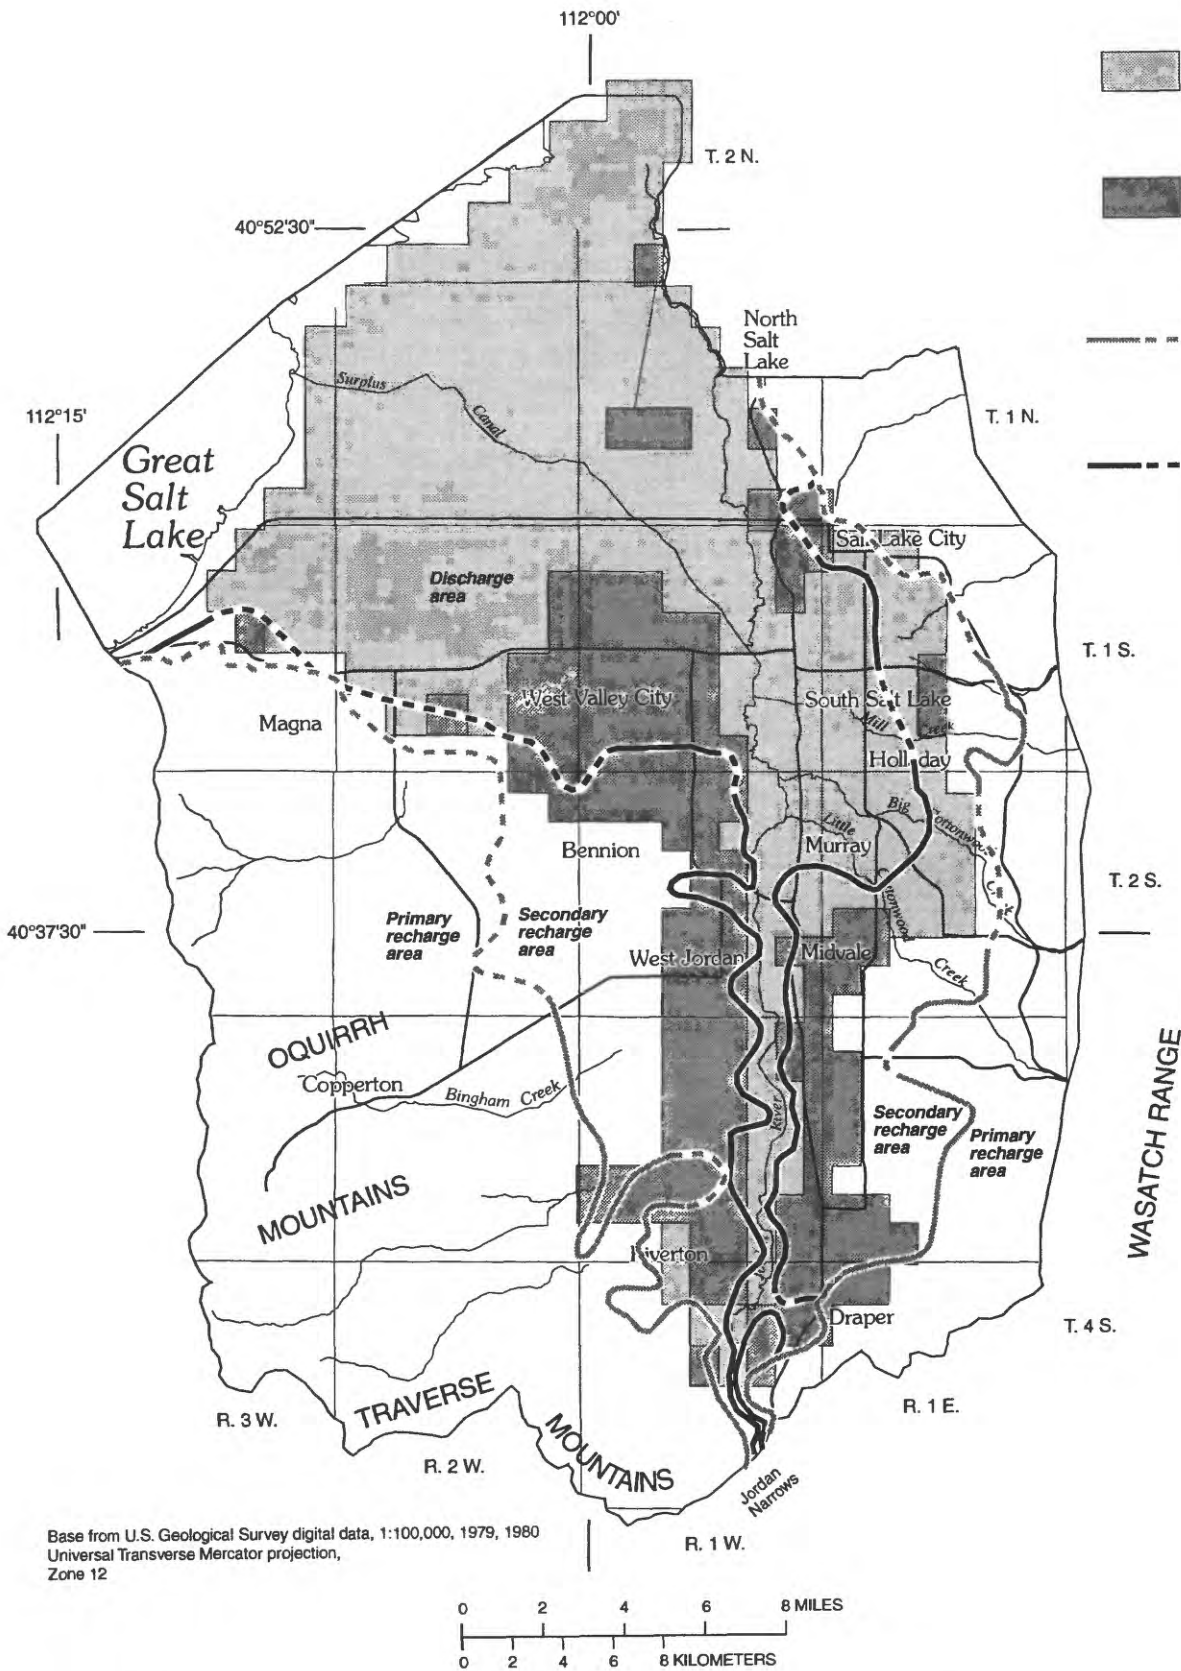 112°00'
T. 2 N.
40°52'30"
North
Salt
Lake
Surplus
Canal
112°15'
T. 1 N.
Great
Salt
Lake
Salt Lake City
Discharge
area
T. 1 S.
West Valley City
South Salt Lake
Magna
Mill Creek
Holladay
Big Cottonwood
Creek
Little
Cottonwood
Creek
Bennion
Murray
T. 2 S.
40°37'30"
Primary
recharge
area
Secondary
recharge
area
West Jordan
Midvale
OQUIRRH
MOUNTAINS
Copperton
Bingham Creek
River
Secondary
recharge
area
Primary
recharge
area
WASATCH RANGE
Riverton
Draper
T. 4 S.
TRAVERSE
MOUNTAINS
R. 3 W.
R. 2 W.
R. 1 E.
Jordan
Narrows
R. 1 W.
Base from U.S. Geological Survey digital data, 1:100,000, 1979, 1980
Universal Transverse Mercator projection,
Zone 12
0 2 4 6 8 MILES
0 2 4 6 8 KILOMETERS